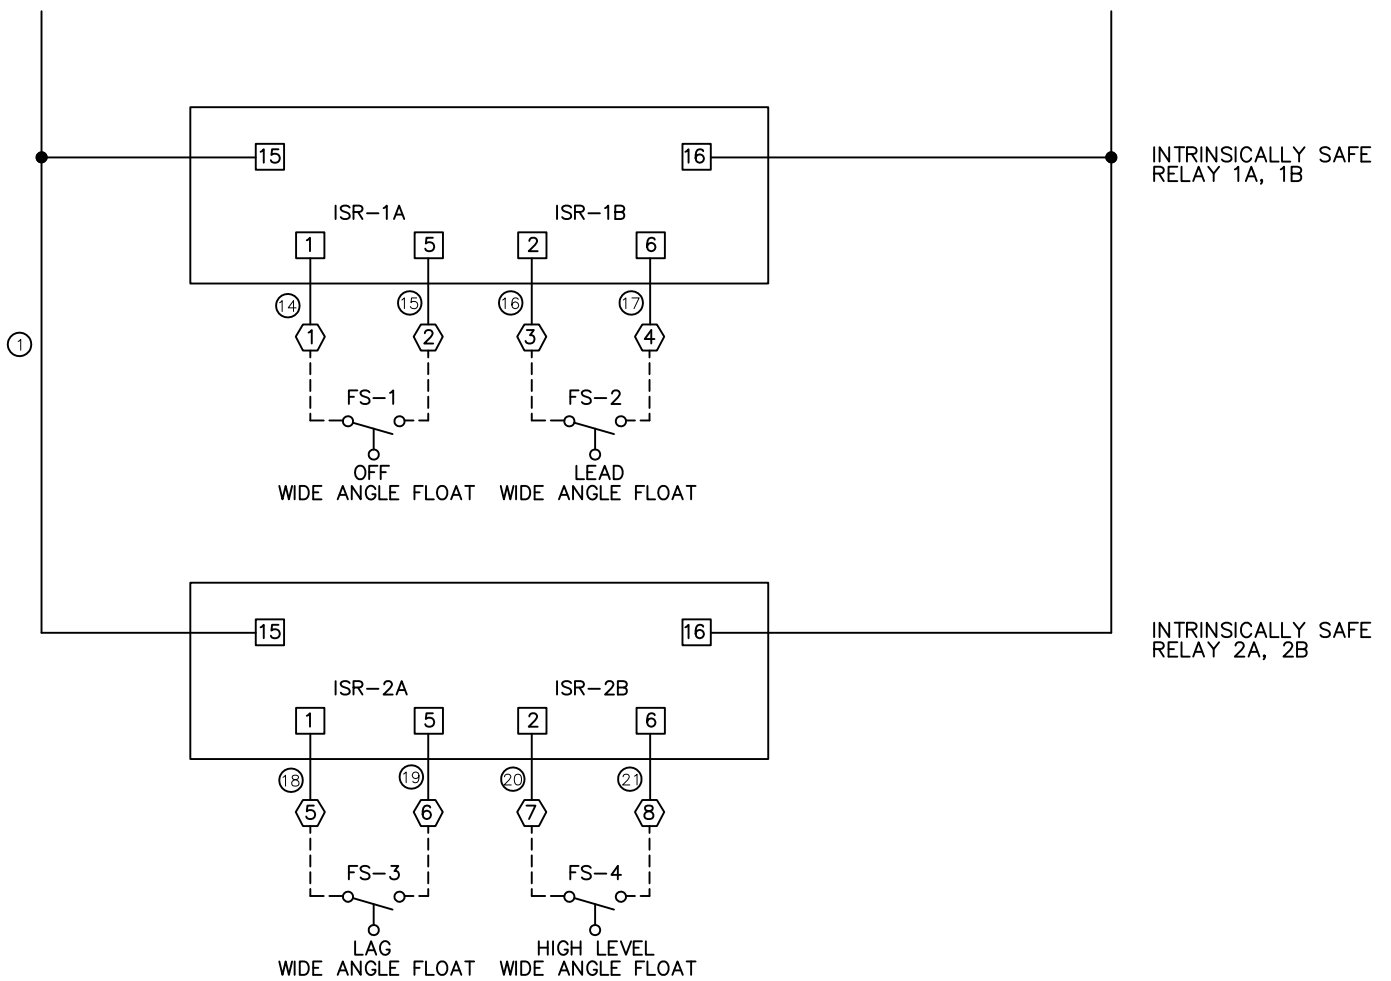 15
16
INTRINSICALLY SAFE
RELAY 1A, 1B
ISR-1A
ISR-1B
1
5
2
6
14
15
16
17
1
1
2
3
4
FS-1
FS-2
OFF
WIDE ANGLE FLOAT
LEAD
WIDE ANGLE FLOAT
15
16
INTRINSICALLY SAFE
RELAY 2A, 2B
ISR-2A
ISR-2B
1
5
2
6
18
19
20
21
5
6
7
8
FS-3
FS-4
LAG
WIDE ANGLE FLOAT
HIGH LEVEL
WIDE ANGLE FLOAT